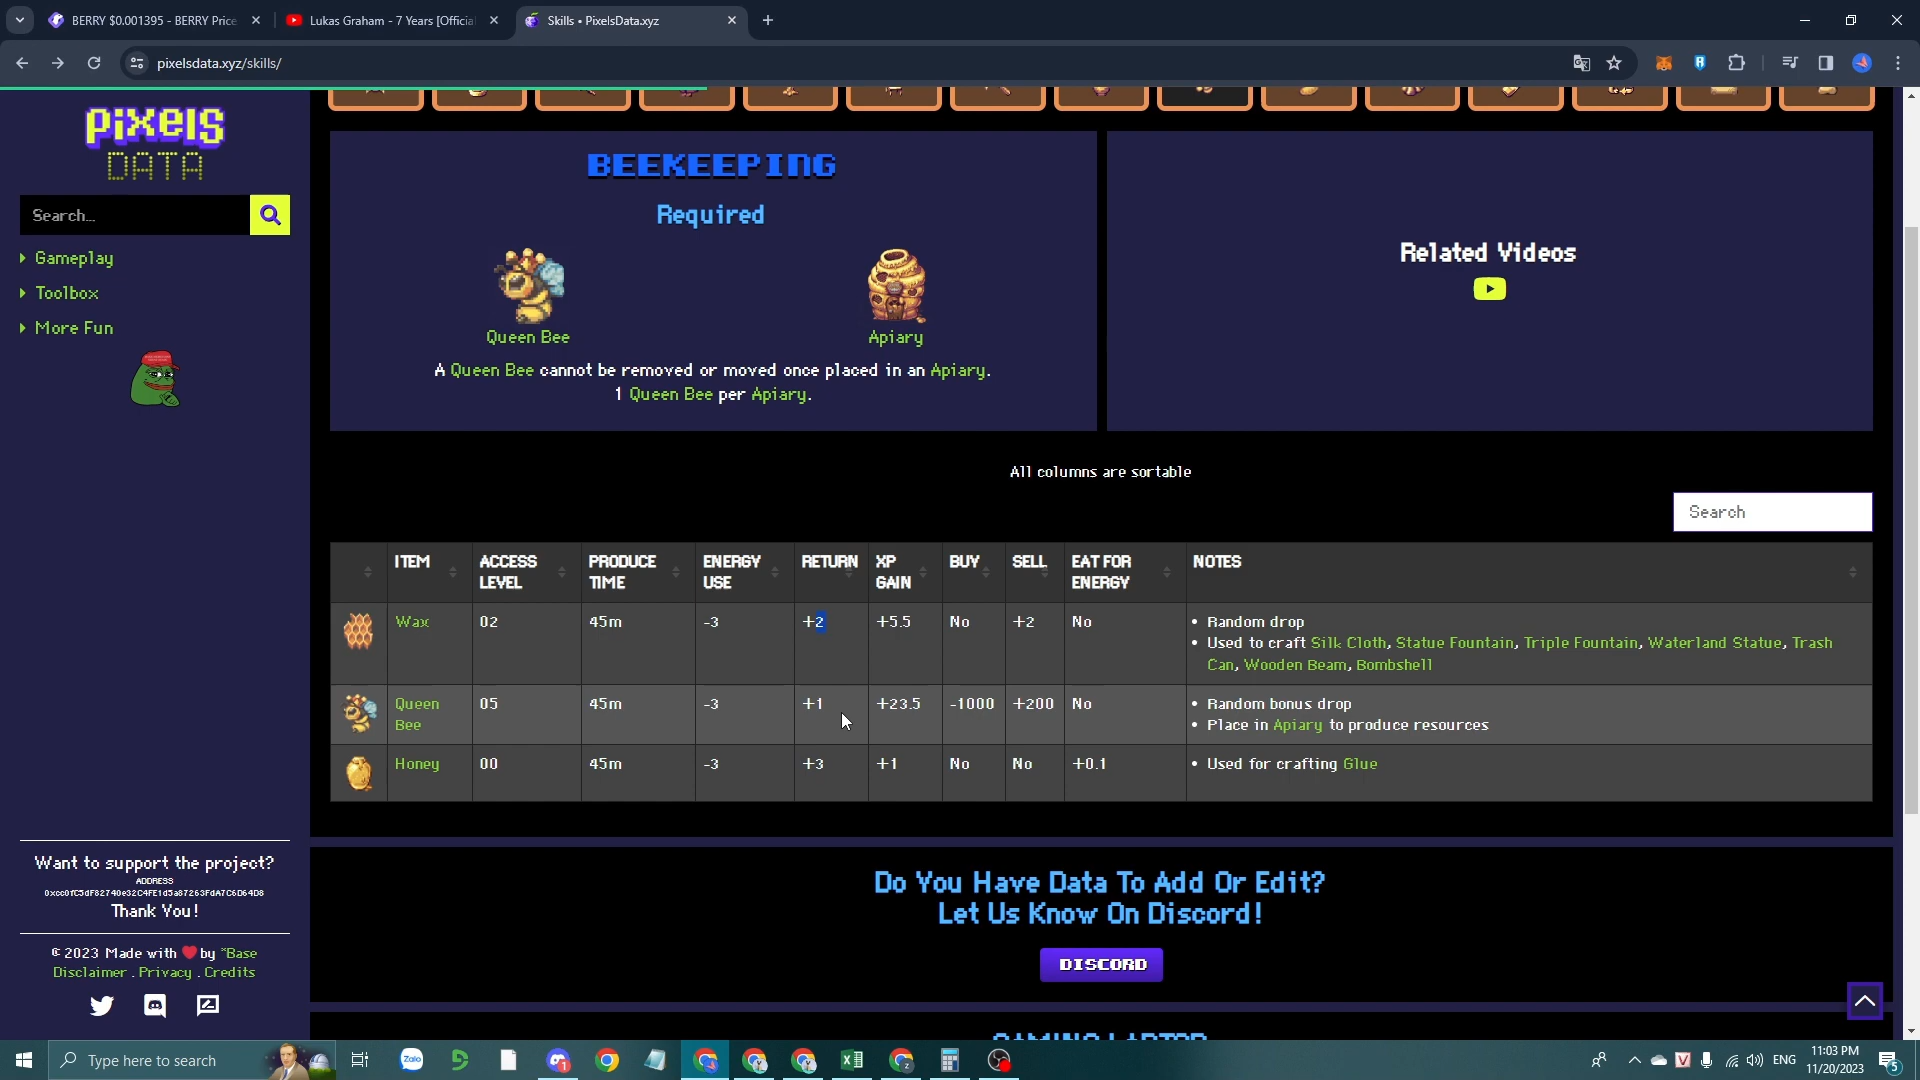 BERRY $0.001395 - BERRY Price
Lukas Graham - 7 Years [Official
Skills • PixelsData.xyz
pixelsdata.xyz/skills/
pixels
DATA
Search...
Gameplay
Toolbox
More Fun
BEEKEEPING
Required
Queen Bee
Apiary
A Queen Bee cannot be removed or moved once placed in an Apiary.
1 Queen Bee per Apiary.
Related Videos
All columns are sortable
Search
ITEM ACCESS LEVEL PRODUCE TIME ENERGY USE RETURN XP GAIN BUY SELL EAT FOR ENERGY NOTES
Wax 02 45m -3 +2 +5.5 No +2 No • Random drop
• Used to craft Silk Cloth, Statue Fountain, Triple Fountain, Waterland Statue, Trash
Can, Wooden Beam, Bombshell
Queen Bee 05 45m -3 +1 +23.5 -1000 +200 No • Random bonus drop
• Place in Apiary to produce resources
Honey 00 45m -3 +3 +1 No No +0.1 • Used for crafting Glue
Want to support the project?
ADDRESS
Thank You!
© 2023 Made with ❤ by *Base
Disclaimer . Privacy . Credits
Do You Have Data To Add Or Edit?
Let Us Know On Discord!
DISCORD
GAMING LAPTOP
Type here to search
Zalo
1
ENG
11:03 PM
11/20/2023
5